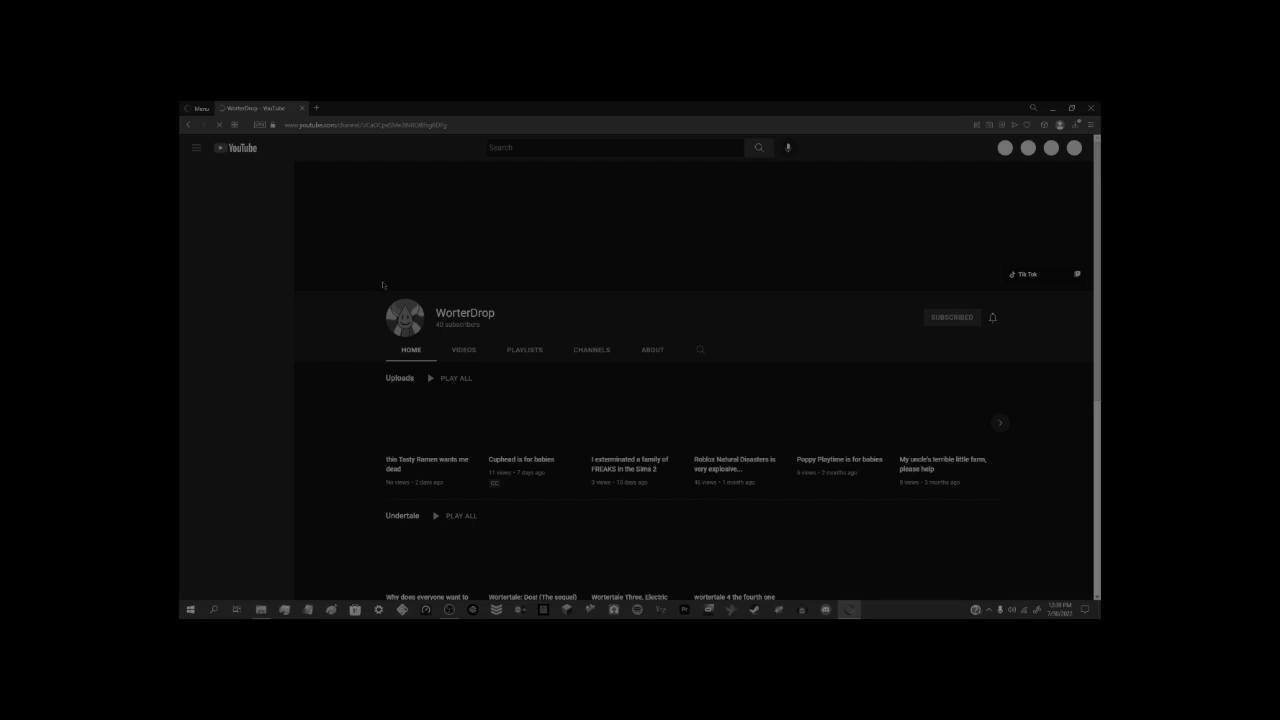 Menu
WorterDrop - YouTube
YouTube
Search
Tik Tok
WorterDrop
40 subscribers
SUBSCRIBED
HOME VIDEOS PLAYLISTS CHANNELS ABOUT
Uploads PLAY ALL
this Tasty Ramen wants me
dead
No views • 2 days ago
Cuphead is for babies
11 views • 7 days ago
CC
I exterminated a family of
FREAKS in the Sims 2
3 views • 10 days ago
Roblox Natural Disasters is
very explosive...
1 month ago
Poppy Playtime is for babies
2 months ago
My uncle's terrible little farm,
please help
8 views • 3 months ago
Undertale PLAY ALL
Why does everyone want to
Wortertale: Dos! (The sequel)
Wortertale Three, Electric
wortertale 4 the fourth one
12:09 PM